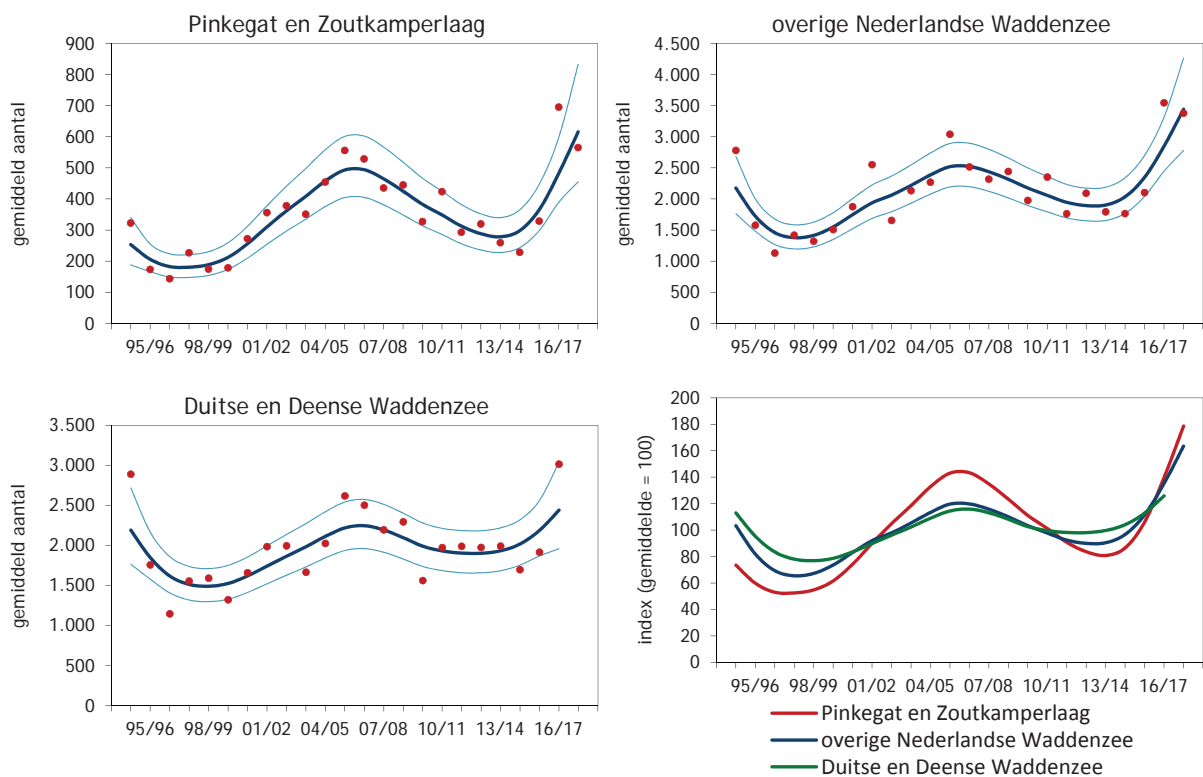 Pinkegat en Zoutkamperlaag
gemiddeld aantal
900
800
700
600
500
400
300
200
100
0
95/96 98/99 01/02 04/05 07/08 10/11 13/14 16/17
overige Nederlandse Waddenzee
gemiddeld aantal
4.500
4.000
3.500
3.000
2.500
2.000
1.500
1.000
500
0
95/96 98/99 01/02 04/05 07/08 10/11 13/14 16/17
Duitse en Deense Waddenzee
gemiddeld aantal
3.500
3.000
2.500
2.000
1.500
1.000
500
0
95/96 98/99 01/02 04/05 07/08 10/11 13/14 16/17
index (gemiddelde = 100)
200
180
160
140
120
100
80
60
40
20
0
95/96 98/99 01/02 04/05 07/08 10/11 13/14 16/17
Pinkegat en Zoutkamperlaag
overige Nederlandse Waddenzee
Duitse en Deense Waddenzee